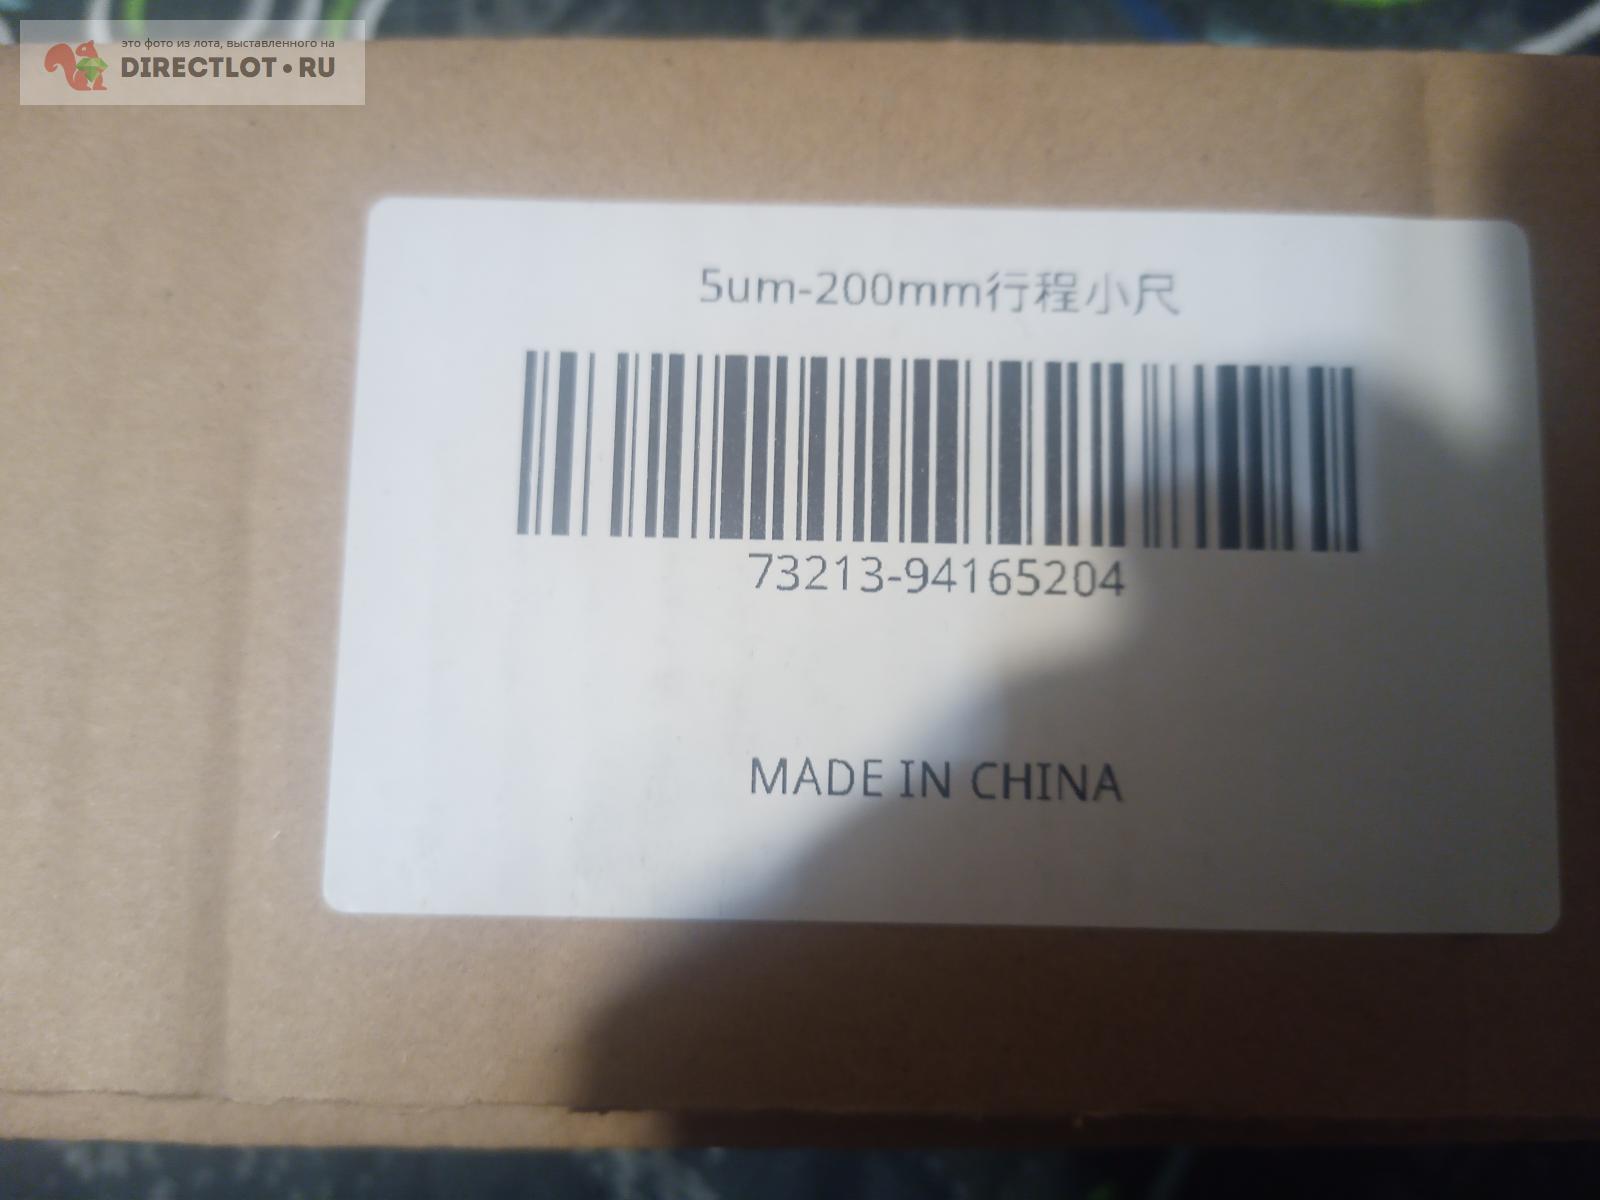 это фото из лота, выставленного на
DIRECTLOT•RU
5um-200mm行程小尺
73213-94165204
MADE IN CHINA